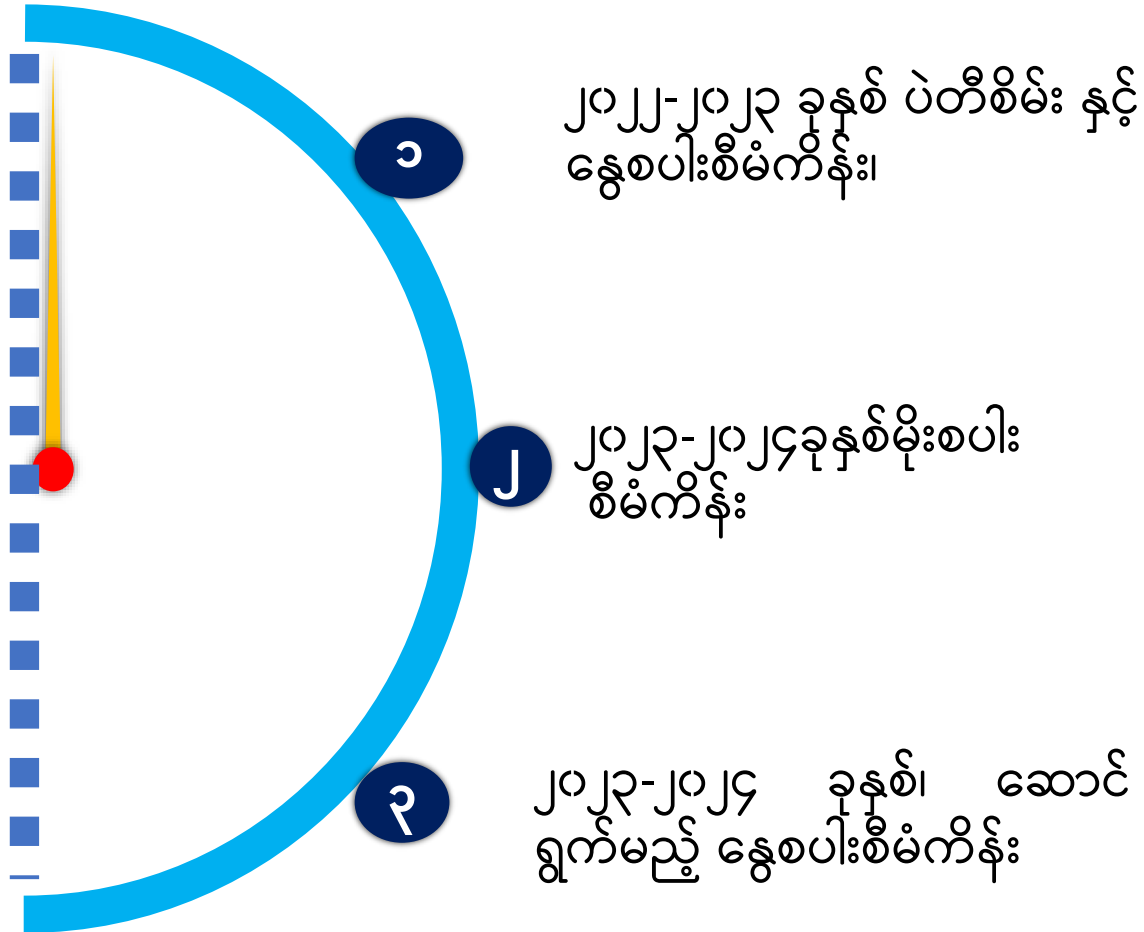 ၁
၂၀၂၂-၂၀၂၃ ခုနှစ် ပဲတီစိမ်း နှင့်
နွေစပါးစီမံကိန်း၊
၂
၂၀၂၃-၂၀၂၄ခုနှစ်မိုးစပါး
စီမံကိန်း
၃
၂၀၂၃-၂၀၂၄ ခုနှစ်၊ ဆောင်
ရွက်မည့် နွေစပါးစီမံကိန်း